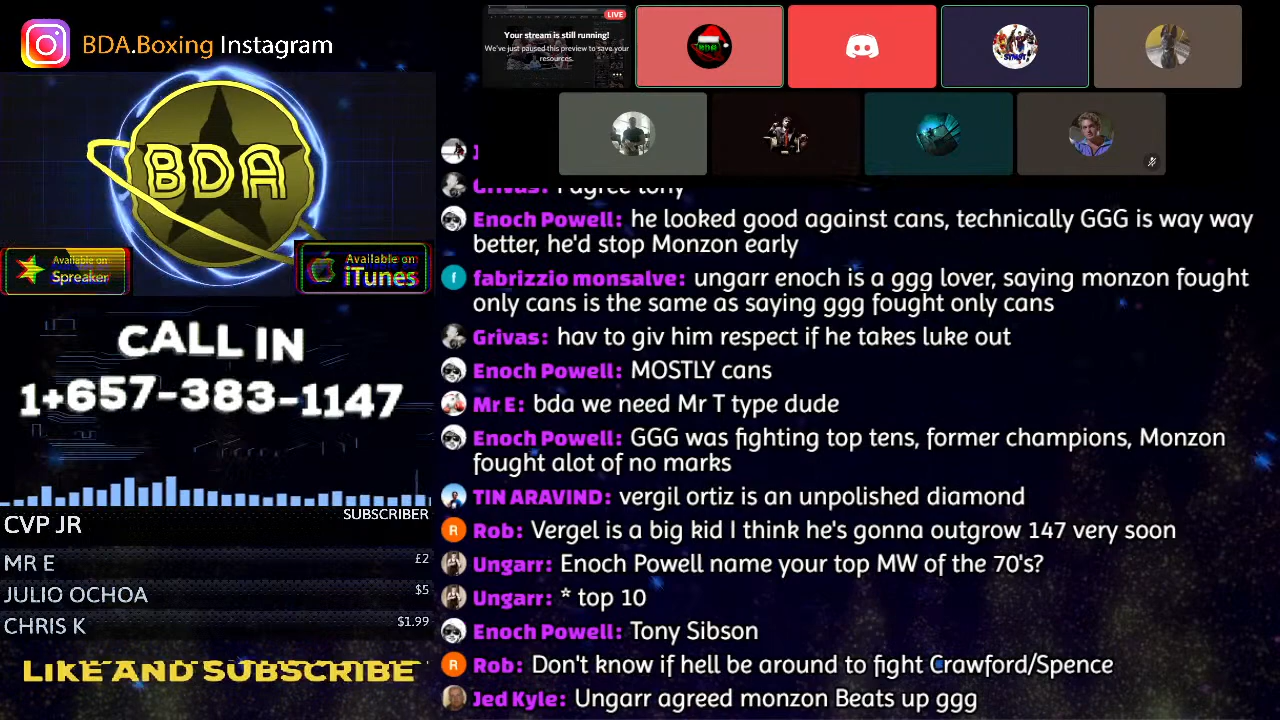 BDA.Boxing Instagram
LIVE
Your stream is still running!
We've just paused this preview to save your
resources.
BDA
Available on
Spreaker
Available on
iTunes
CALL IN
1+657-383-1147
SUBSCRIBER
CVP JR
MR E £2
JULIO OCHOA $5
CHRIS K $1.99
LIKE AND SUBSCRIBE
Grivas: I agree tony
Enoch Powell: he looked good against cans, technically GGG is way way
better, he'd stop Monzon early
f fabrizzio monsalve: ungarr enoch is a ggg lover, saying monzon fought
only cans is the same as saying ggg fought only cans
Grivas: hav to giv him respect if he takes luke out
Enoch Powell: MOSTLY cans
Mr E: bda we need Mr T type dude
Enoch Powell: GGG was fighting top tens, former champions, Monzon
fought alot of no marks
TIN ARAVIND: vergil ortiz is an unpolished diamond
R Rob: Vergel is a big kid I think he's gonna outgrow 147 very soon
Ungarr: Enoch Powell name your top MW of the 70's?
Ungarr: * top 10
Enoch Powell: Tony Sibson
R Rob: Don't know if hell be around to fight Crawford/Spence
Jed Kyle: Ungarr agreed monzon Beats up ggg